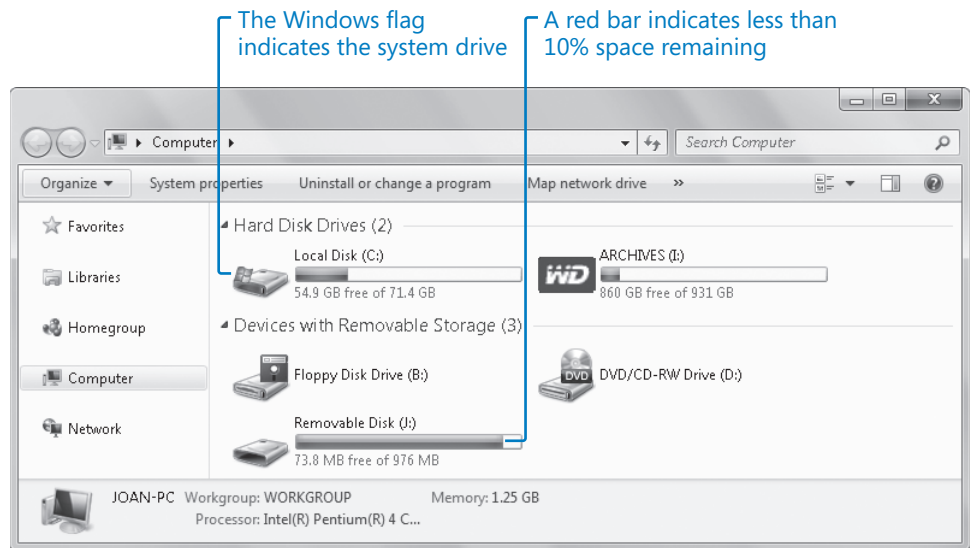 The Windows flag
indicates the system drive
A red bar indicates less than
10% space remaining
Computer
Search Computer
Organize
System properties
Uninstall or change a program
Map network drive
»
Favorites
Libraries
Homegroup
Computer
Network
Hard Disk Drives (2)
Local Disk (C:)
54.9 GB free of 71.4 GB
WD
ARCHIVES (I:)
860 GB free of 931 GB
Devices with Removable Storage (3)
Floppy Disk Drive (B:)
DVD
DVD/CD-RW Drive (D:)
Removable Disk (J:)
73.8 MB free of 976 MB
JOAN-PC Workgroup: WORKGROUP Memory: 1.25 GB
Processor: Intel(R) Pentium(R) 4 C...